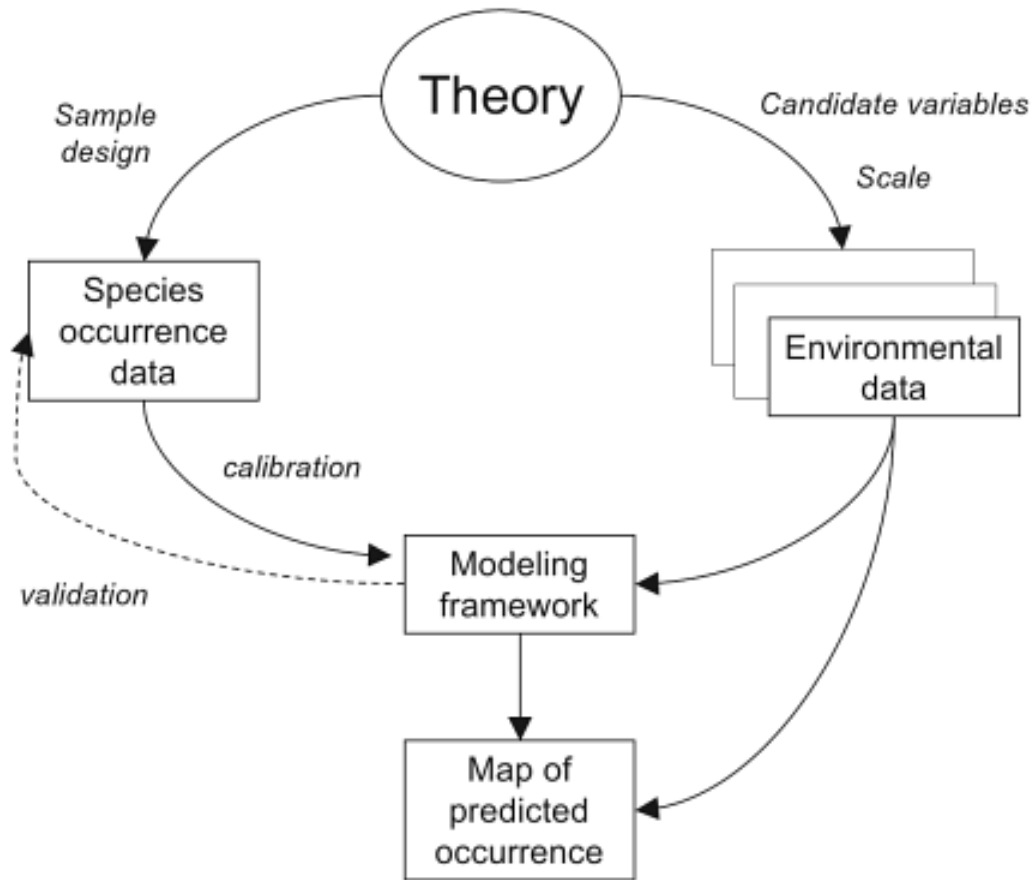 Theory
Sample
design
Candidate variables
Scale
Species
occurrence
data
Environmental
data
calibration
validation
Modeling
framework
Map of
predicted
occurrence